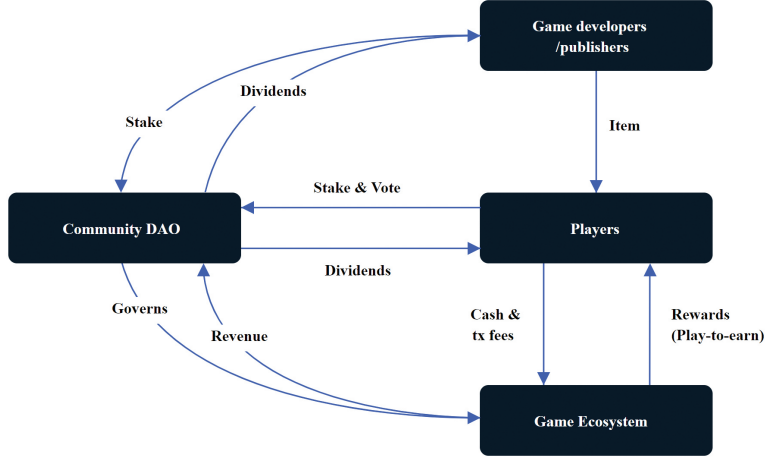 Game developers
/publishers
Dividends
Stake
Item
Stake & Vote
Community DAO
Players
Dividends
Governs
Revenue
Cash &
tx fees
Rewards
(Play-to-earn)
Game Ecosystem